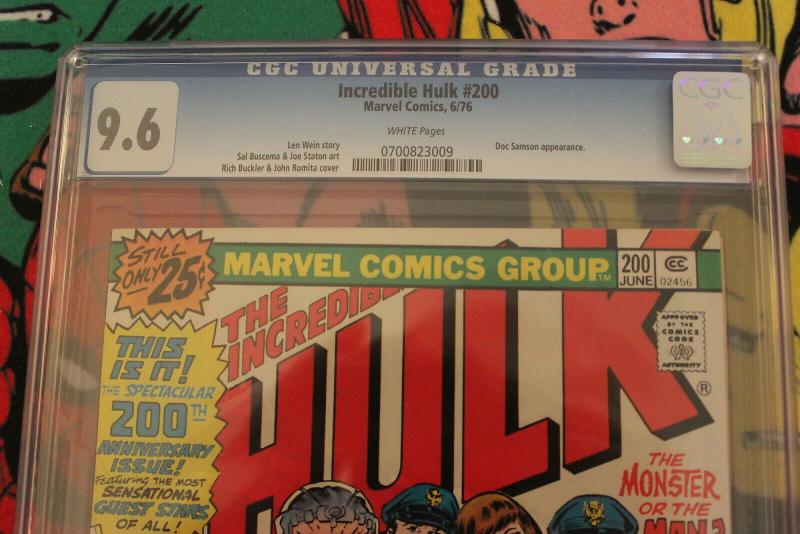 CGC UNIVERSAL GRADE
9.6
Incredible Hulk #200
Marvel Comics, 6/76
WHITE Pages
Len Wein story
Sal Buscema & Joe Staton art
Rich Buckler & John Romita cover
0700823009
Doc Samson appearance.
CGC
STILL
ONLY 25¢
MARVEL COMICS GROUP™
200
JUNE
CC
02456
THE
INCREDIBLE
HULK
®
APPROVED
BY THE
COMICS
CODE
CA
AUTHORITY
THIS
IS IT!
THE SPECTACULAR
200TH
ANNIVERSARY
ISSUE!
Featuring THE MOST
SENSATIONAL
GUEST STARS
OF ALL!
THE
MONSTER
OR THE
MAN?